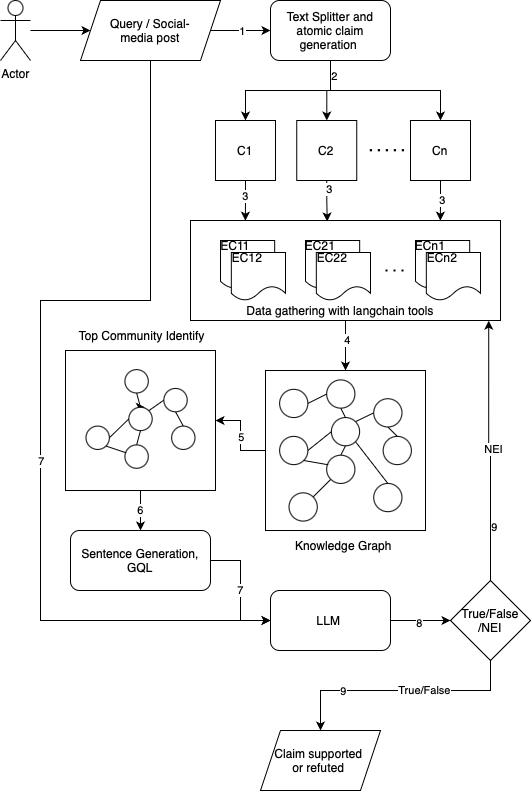 Actor
Query / Social-
media post
1
Text Splitter and
atomic claim
generation
2
C1
C2
.....
Cn
3
3
3
EC11
EC12
EC21
EC22
...
ECn1
ECn2
Data gathering with langchain tools
4
Top Community Identify
5
Knowledge Graph
6
7
NEI
9
Sentence Generation,
GQL
7
LLM
8
True/False
/NEI
9
True/False
Claim supported
or refuted